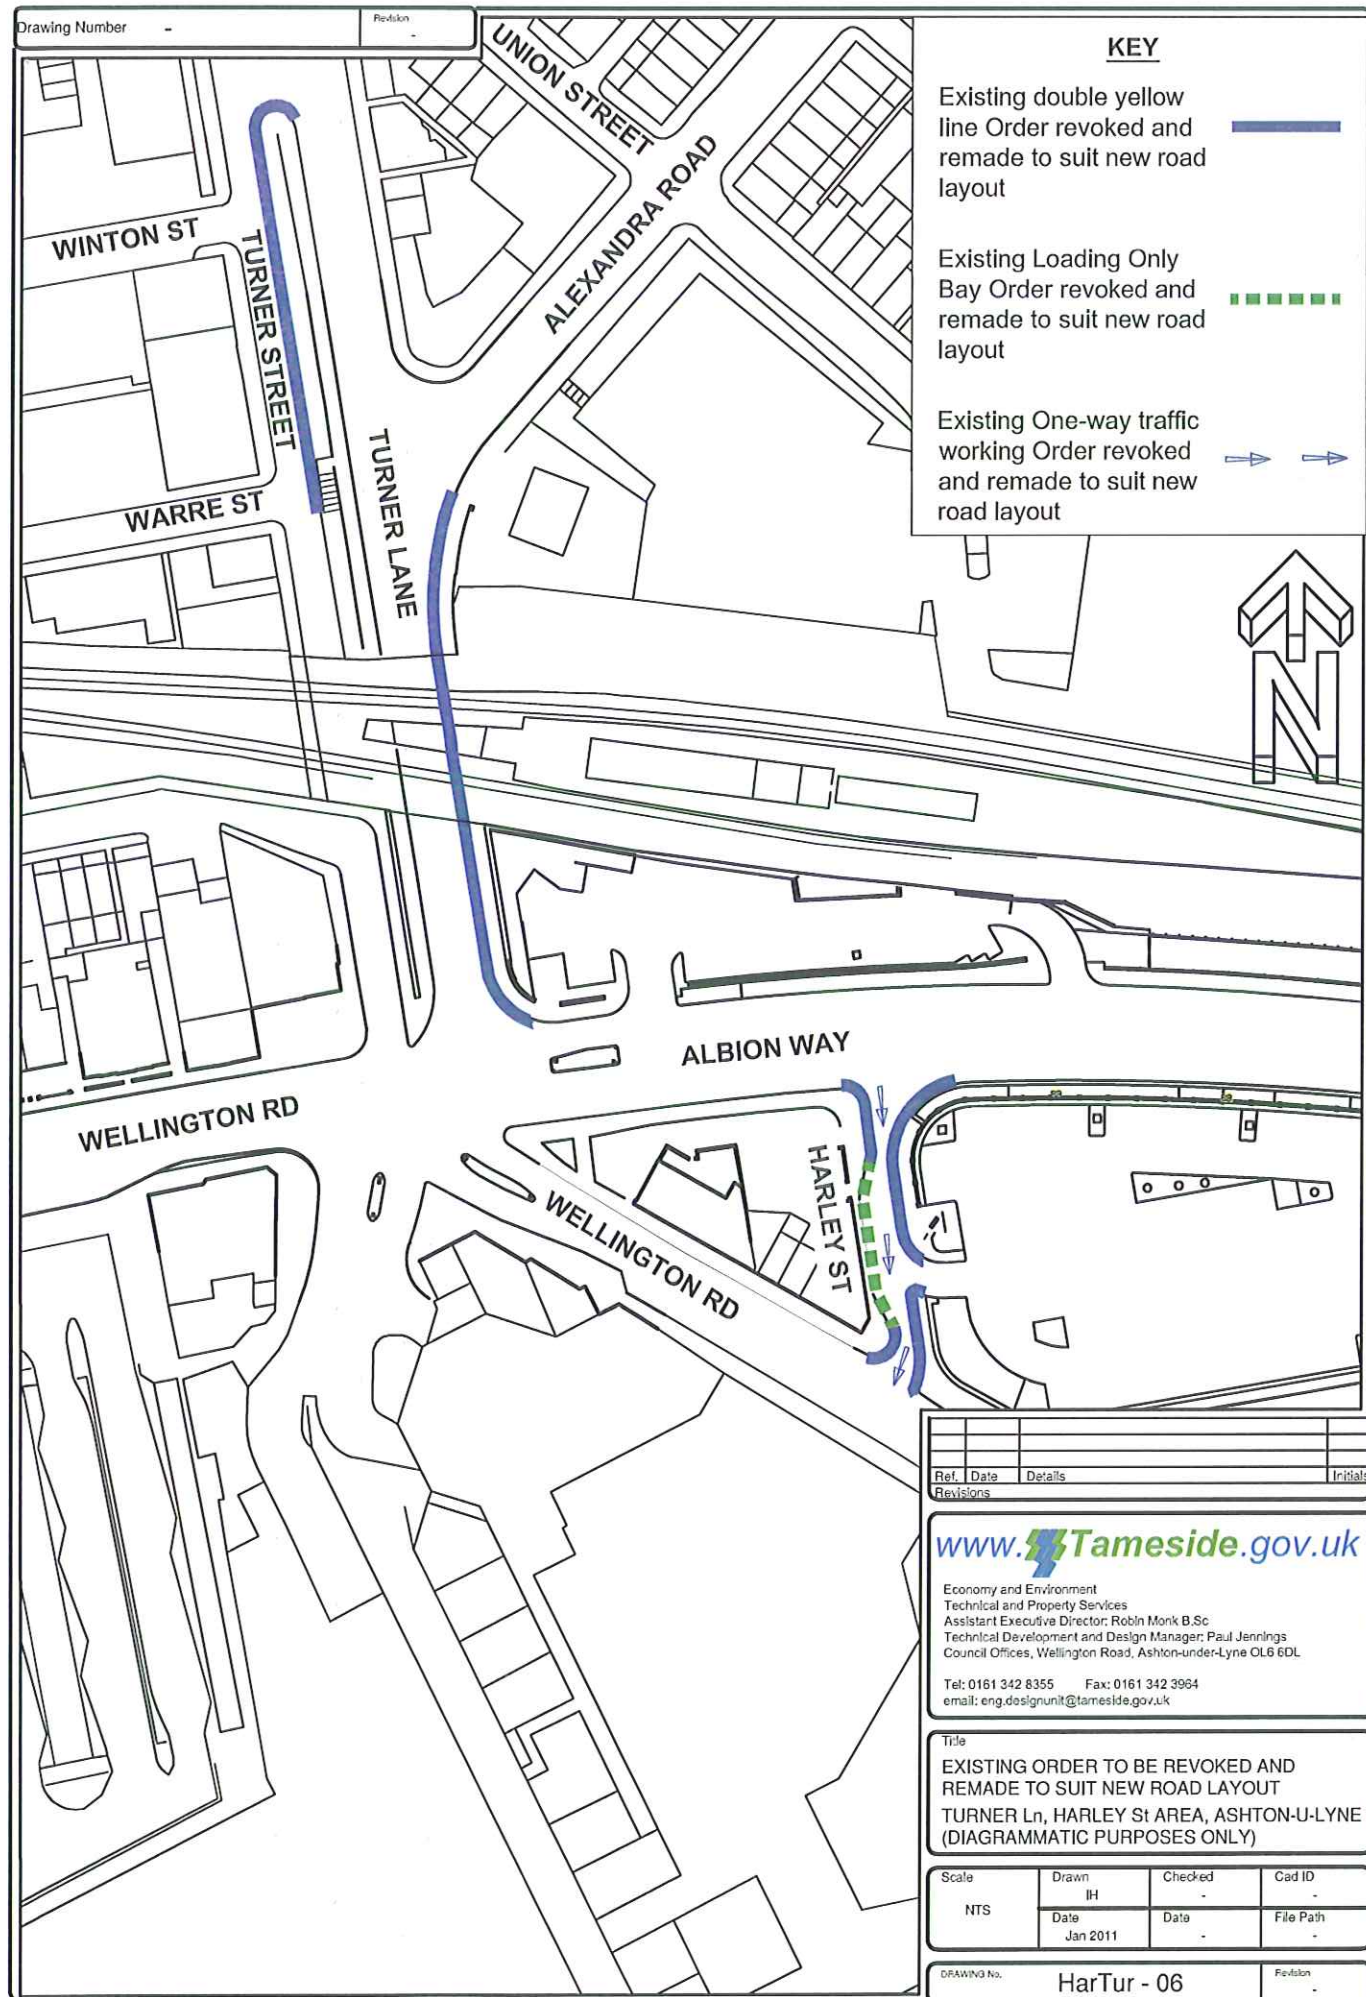 Drawing Number -
Revision
-
KEY
Existing double yellow
line Order revoked and
remade to suit new road
layout
Existing Loading Only
Bay Order revoked and
remade to suit new road
layout
Existing One-way traffic
working Order revoked
and remade to suit new
road layout
UNION STREET
ALEXANDRA ROAD
WINTON ST
TURNER STREET
TURNER LANE
WARRE ST
N
ALBION WAY
WELLINGTON RD
HARLEY ST
WELLINGTON RD
Ref. Date Details Initials
Revisions
www.Tameside.gov.uk
Economy and Environment
Technical and Property Services
Assistant Executive Director: Robin Monk B.Sc
Technical Development and Design Manager: Paul Jennings
Council Offices, Wellington Road, Ashton-under-Lyne OL6 6DL
Tel: 0161 342 8355 Fax: 0161 342 3964
email: eng.designunit@tameside.gov.uk
Title
EXISTING ORDER TO BE REVOKED AND
REMADE TO SUIT NEW ROAD LAYOUT
TURNER Ln, HARLEY St AREA, ASHTON-U-LYNE
(DIAGRAMMATIC PURPOSES ONLY)
Scale Drawn Checked Cad ID
NTS IH - -
Date Date File Path
Jan 2011 - -
DRAWING No. HarTur - 06 Revision
-